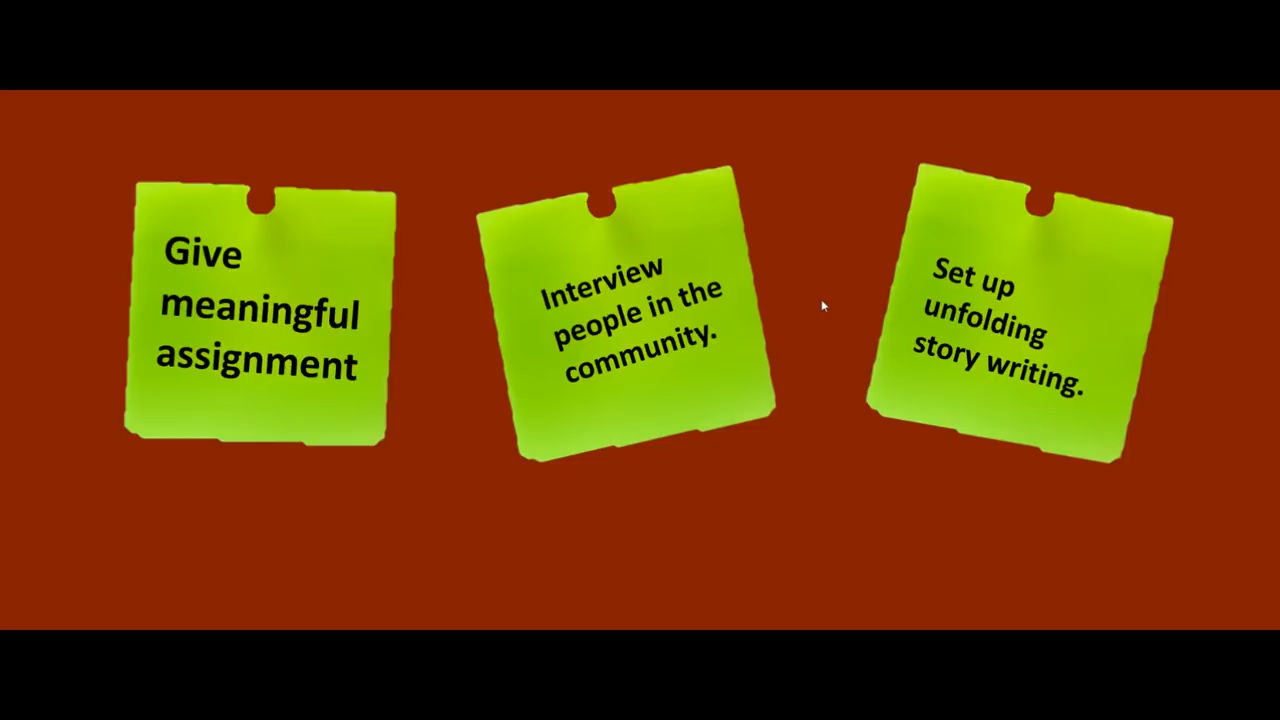 Give
meaningful
assignment
Interview
people in the
community.
Set up
unfolding
story writing.